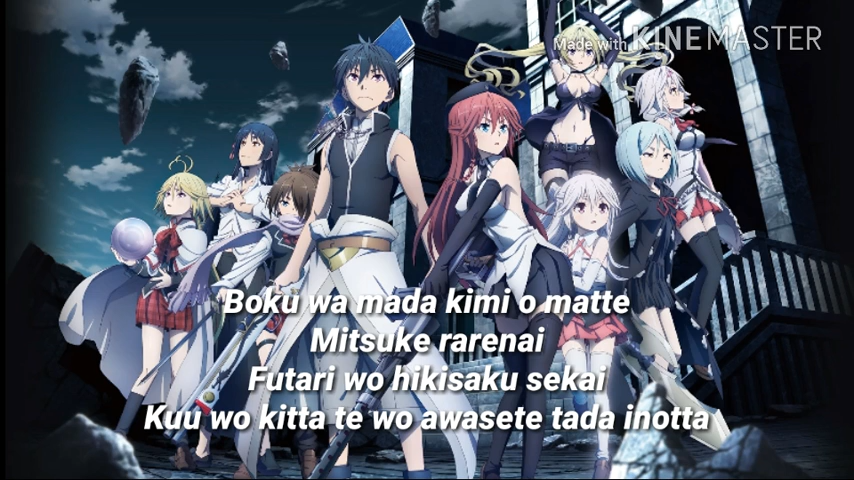 Made with KINEMASTER
Boku wa mada kimi o matte
Mitsuke rarenai
Futari wo hikisaku sekai
Kuu wo kitta te wo awasete tada inotta